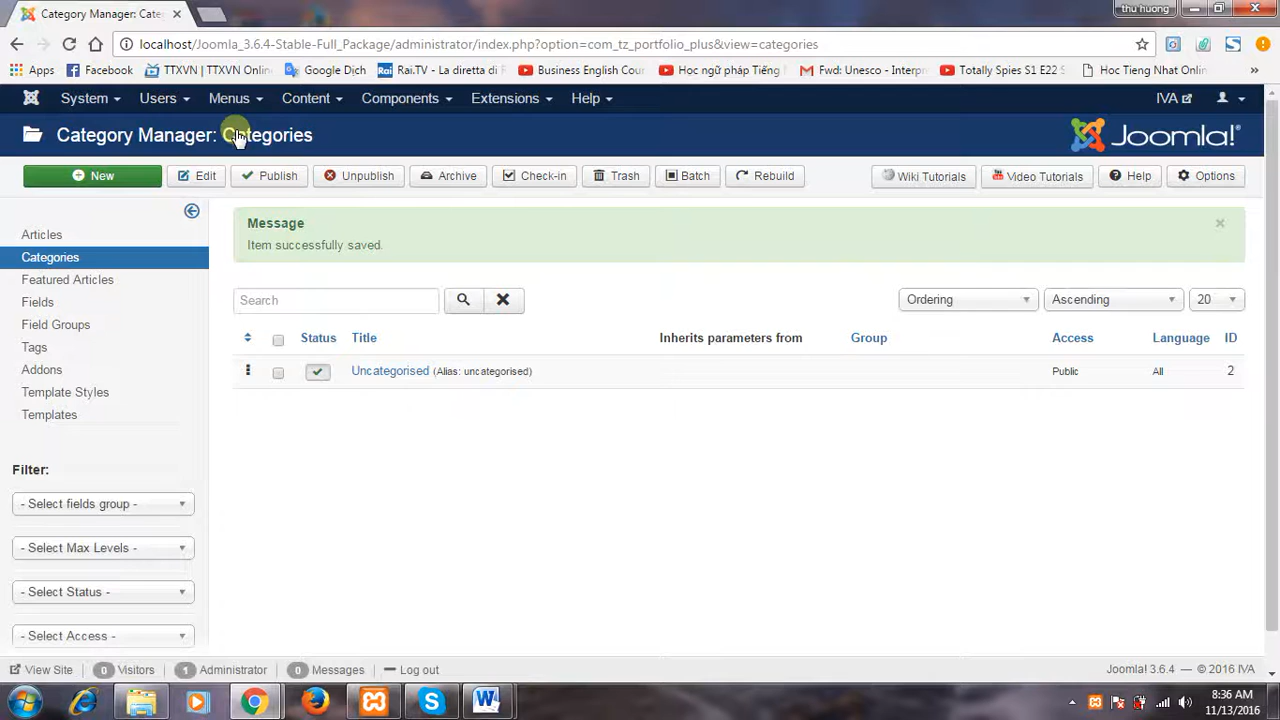 Category Manager: Cate
thu huong
localhost/Joomla_3.6.4-Stable-Full_Package/administrator/index.php?option=com_tz_portfolio_plus&view=categories
Apps Facebook TTXVN | TTXVN Onlin Google Dịch Rai.TV - La diretta di R Business English Cour Học ngữ pháp Tiếng Fwd: Unesco - Interpr Totally Spies S1 E22 S Hoc Tieng Nhat Onlin »
System Users Menus Content Components Extensions Help IVA
Category Manager: Categories Joomla!®
New Edit Publish Unpublish Archive Check-in Trash Batch Rebuild Wiki Tutorials Video Tutorials Help Options
Articles
Categories
Featured Articles
Fields
Field Groups
Tags
Addons
Template Styles
Templates
Filter:
- Select fields group -
- Select Max Levels -
- Select Status -
- Select Access -
Message ×
Item successfully saved.
Search Ordering Ascending 20
Status Title Inherits parameters from Group Access Language ID
Uncategorised (Alias: uncategorised) Public All 2
View Site 0 Visitors 1 Administrator 0 Messages Log out Joomla! 3.6.4 — © 2016 IVA
8:36 AM
11/13/2016